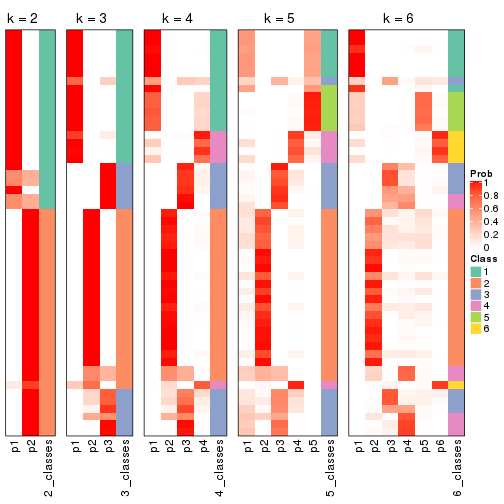 k = 2
k = 3
k = 4
k = 5
k = 6
p1
p2
2_classes
p1
p2
p3
3_classes
p1
p2
p3
p4
4_classes
p1
p2
p3
p4
p5
5_classes
p1
p2
p3
p4
p5
p6
6_classes
Prob
1
0.8
0.6
0.4
0.2
0
Class
1
2
3
4
5
6